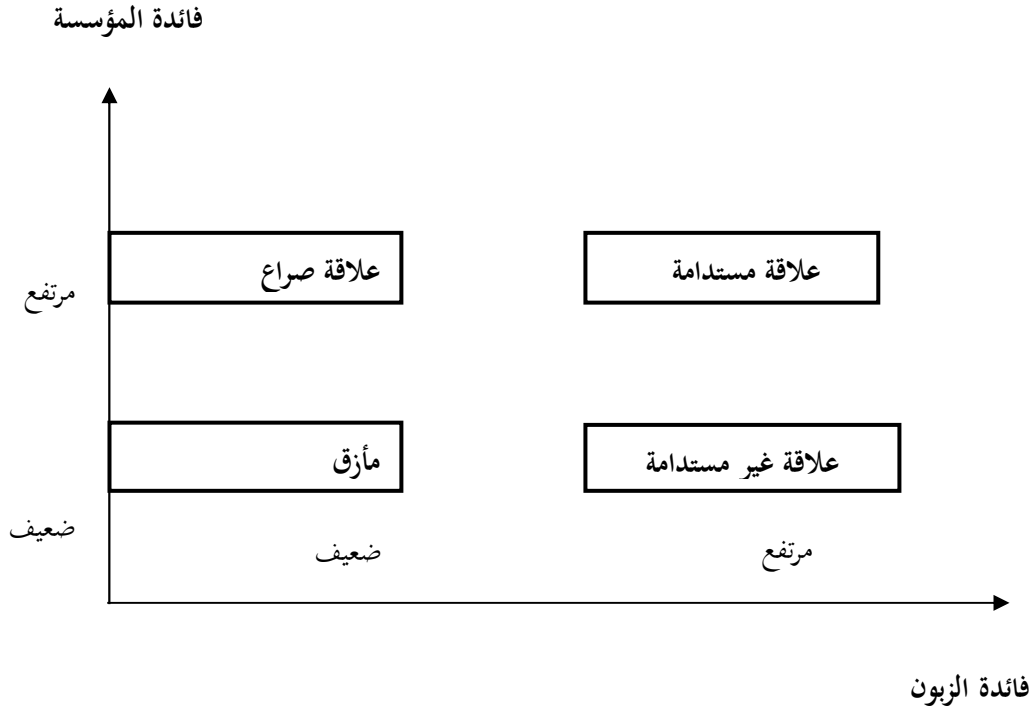 فائدة المؤسسة
علاقة مستدامة
علاقة صراع
مرتفع
علاقة غير مستدامة
مأزق
ضعيف
مرتفع
ضعيف
فائدة الزبون